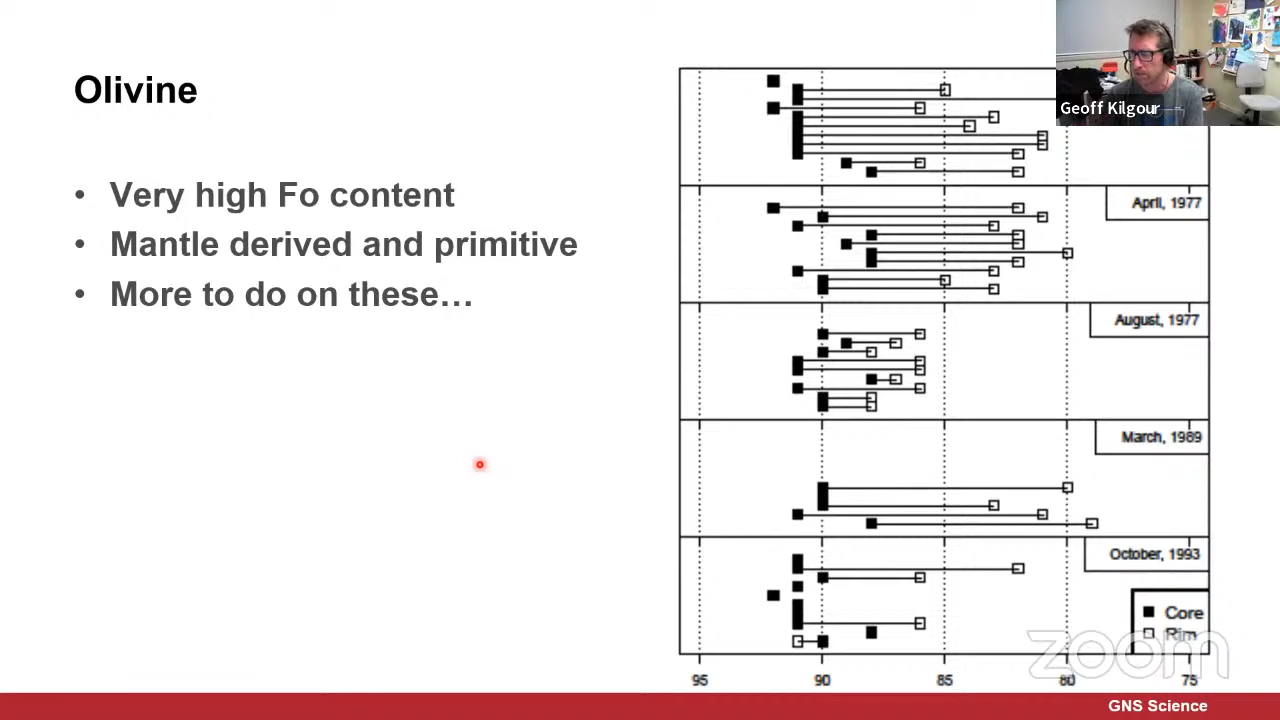 Olivine
• Very high Fo content
• Mantle derived and primitive
• More to do on these…
Geoff Kilgour
April, 1977
August, 1977
March, 1989
October, 1993
Core
Rim
zoom
95 90 85 80 75
GNS Science